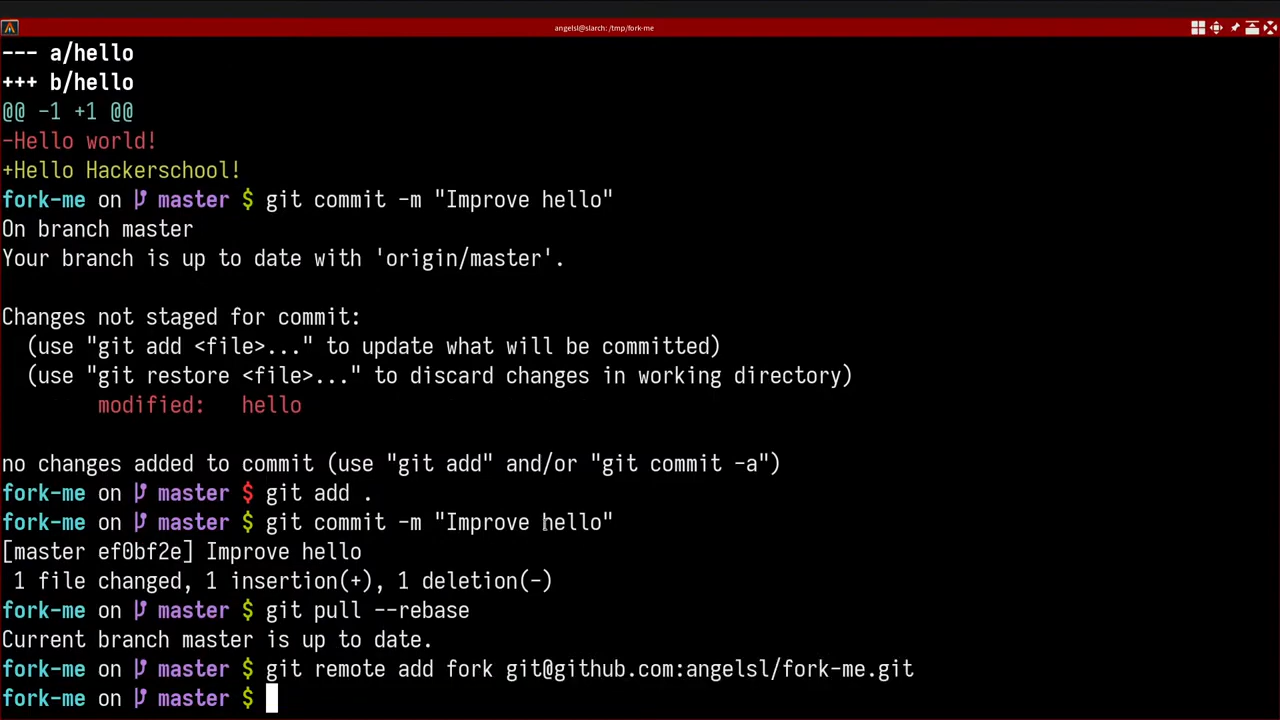 angelsl@slarch: /tmp/fork-me
--- a/hello
+++ b/hello
@@ -1 +1 @@
-Hello world!
+Hello Hackerschool!
fork-me on master $ git commit -m "Improve hello"
On branch master
Your branch is up to date with 'origin/master'.
Changes not staged for commit:
(use "git add <file>..." to update what will be committed)
(use "git restore <file>..." to discard changes in working directory)
modified: hello
no changes added to commit (use "git add" and/or "git commit -a")
fork-me on master $ git add .
fork-me on master $ git commit -m "Improve hello"
[master ef0bf2e] Improve hello
1 file changed, 1 insertion(+), 1 deletion(-)
fork-me on master $ git pull --rebase
Current branch master is up to date.
fork-me on master $ git remote add fork git@github.com:angelsl/fork-me.git
fork-me on master $